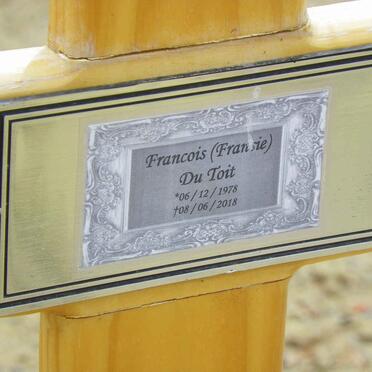 Francois (Fransie)
Du Toit
*06 / 12 / 1978
†08 / 06 / 2018